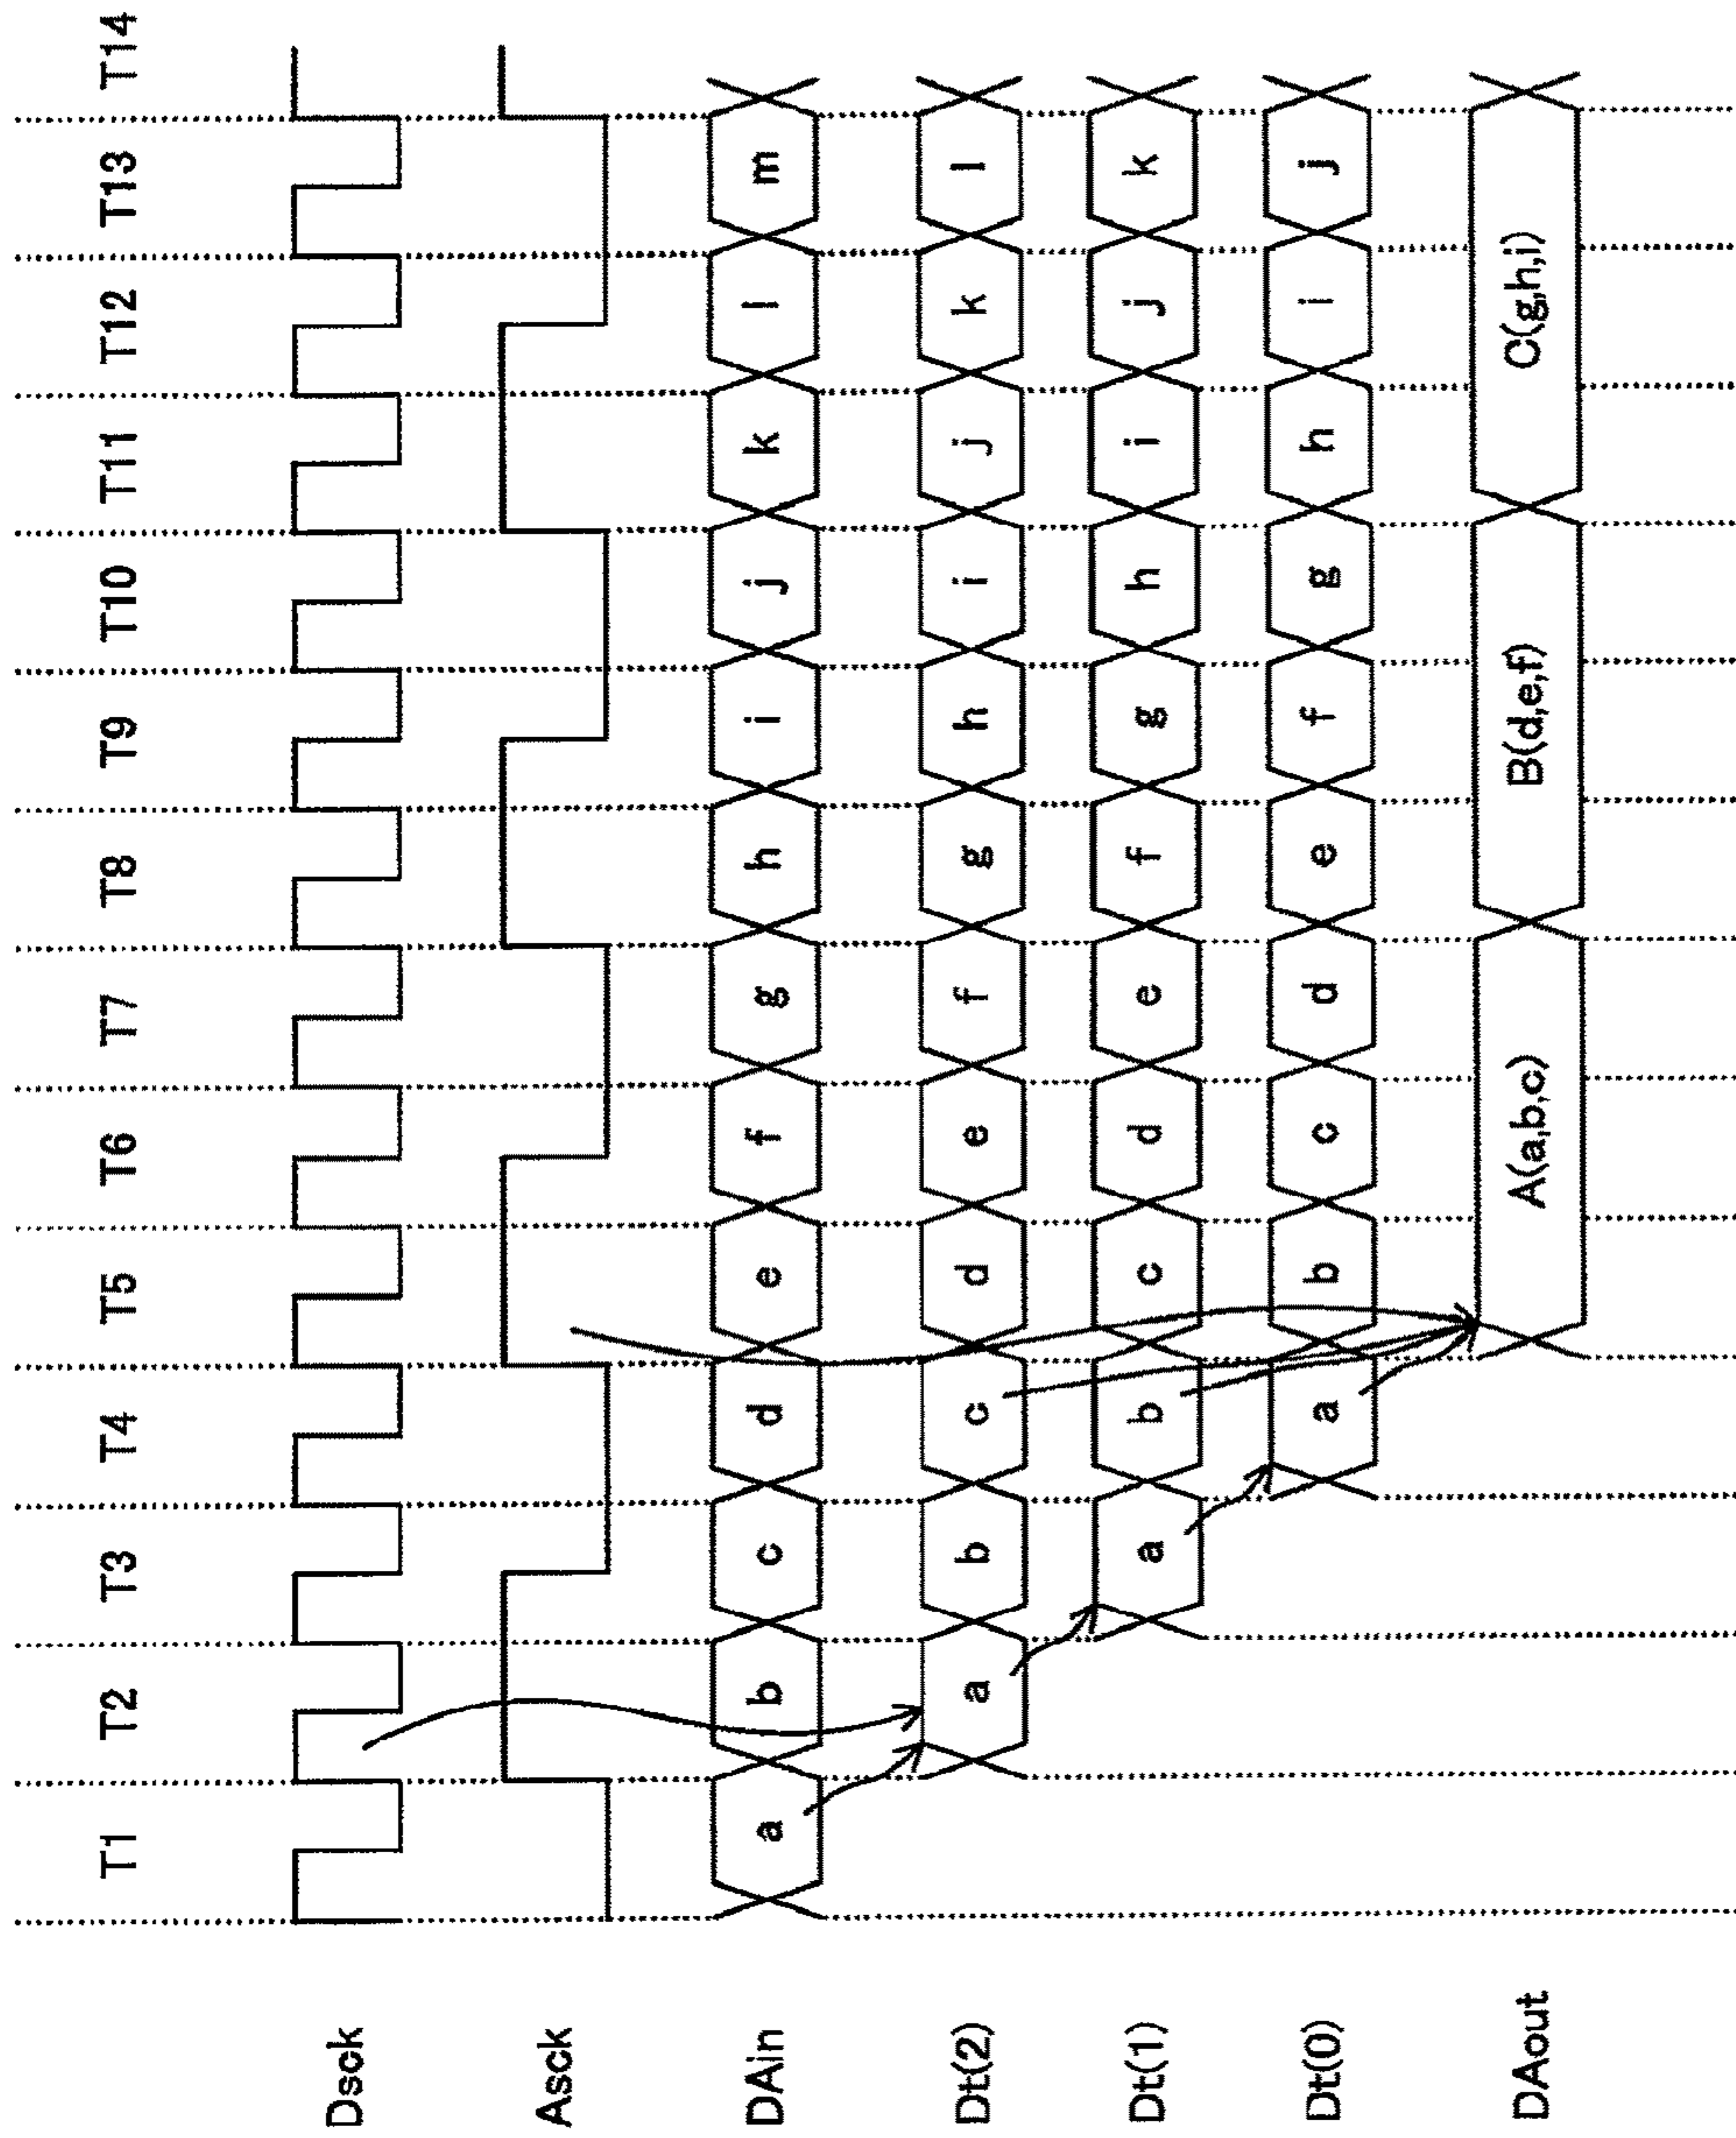 T1 T2 T3 T4 T5 T6 T7 T8 T9 T10 T11 T12 T13 T14
Dsck
Asck
DAin a b c d e f g h i j k l m
Dt(2) a b c d e f g h i j k l
Dt(1) a b c d e f g h i j k
Dt(0) a b c d e f g h i j
DAout A(a,b,c) B(d,e,f) C(g,h,i)